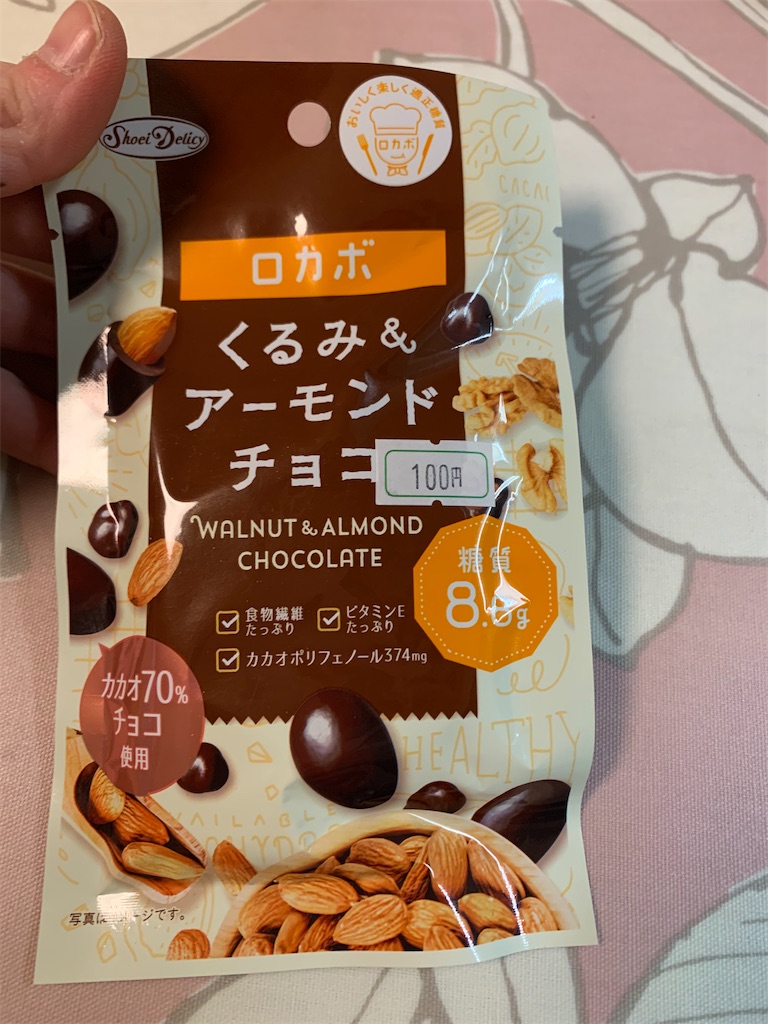 Shoei Delicy
おいしく楽しく適正糖質
ロカボ
CACAO
ロカボ
くるみ&
アーモンド
チョコ
100円
WALNUT & ALMOND
CHOCOLATE
糖質
食物繊維
たっぷり
ビタミンE
たっぷり
カカオポリフェノール374mg
カカオ70%
チョコ
使用
HEALTHY
AVAILABLE